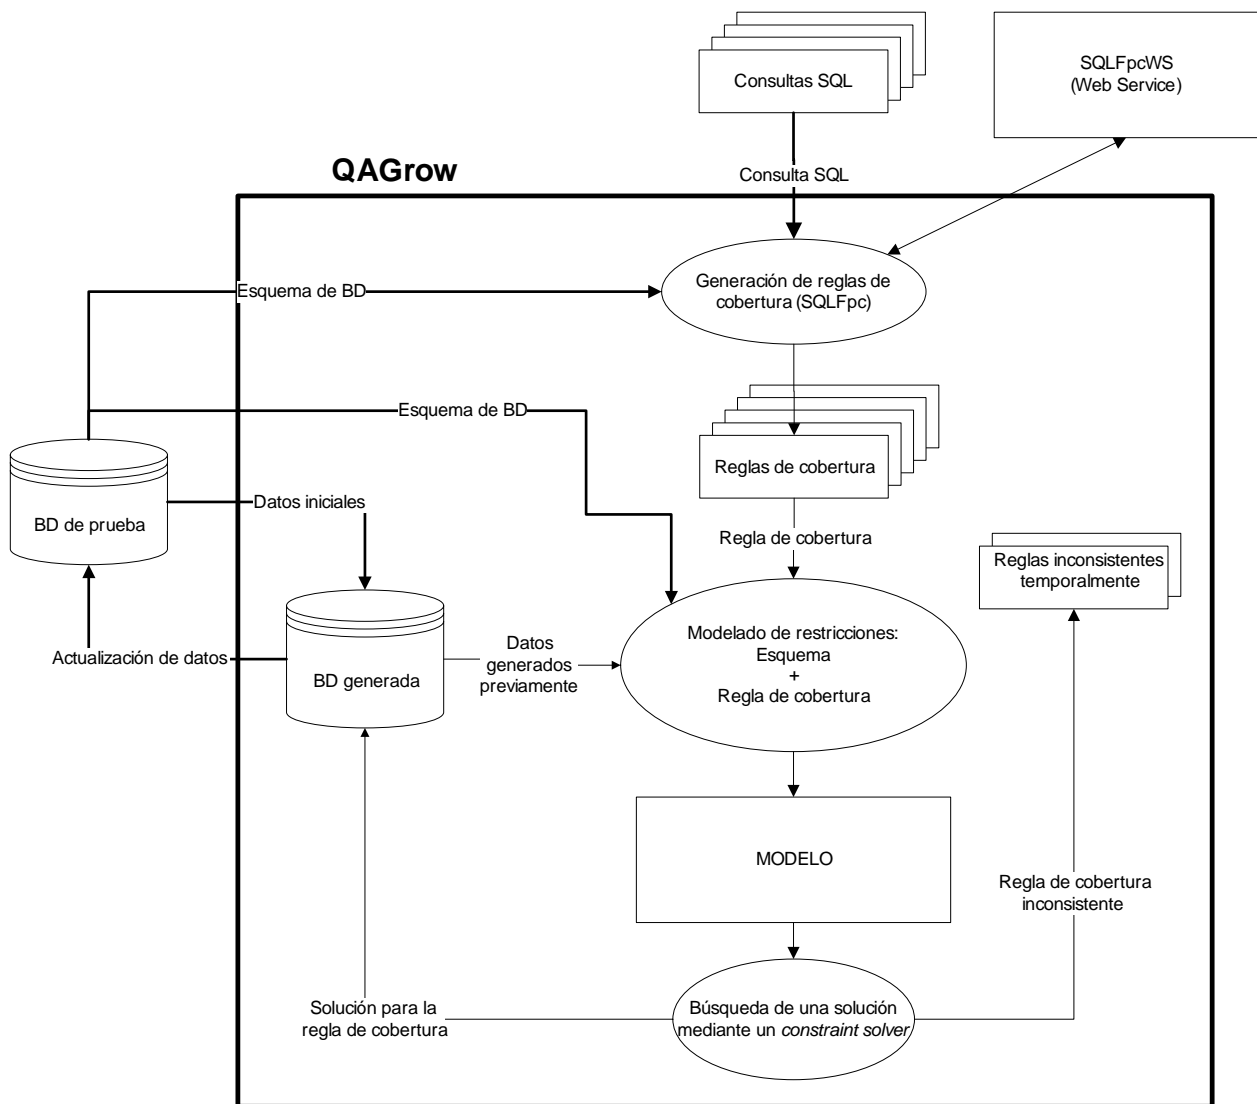 Consultas SQL
SQLFpcWS
(Web Service)
QAGrow
Consulta SQL
Generación de reglas de
cobertura (SQLFpc)
Esquema de BD
Esquema de BD
Reglas de cobertura
BD de prueba
Datos iniciales
Regla de cobertura
Reglas inconsistentes
temporalmente
Modelado de restricciones:
Esquema
+
Regla de cobertura
Actualización de datos
BD generada
Datos
generados
previamente
MODELO
Regla de cobertura
inconsistente
Solución para la
regla de cobertura
Búsqueda de una solución
mediante un constraint solver